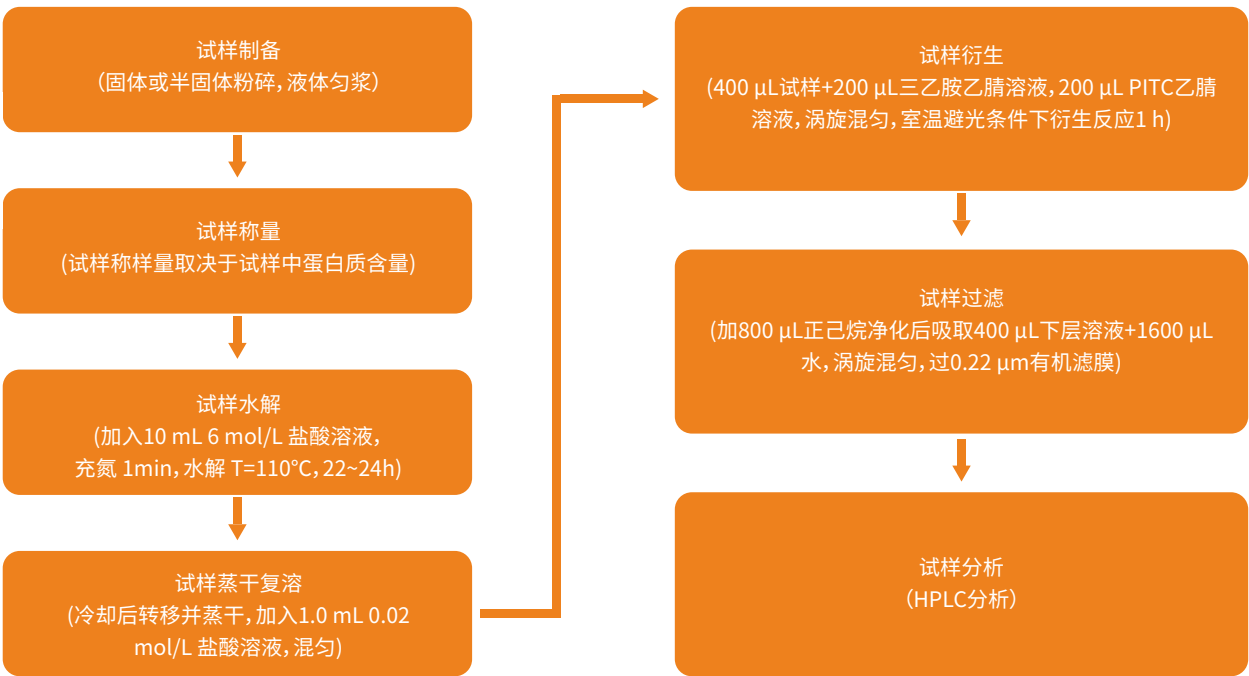 试样制备
（固体或半固体粉碎，液体匀浆）
试样称量
(试样称样量取决于试样中蛋白质含量)
试样水解
(加入10 mL 6 mol/L 盐酸溶液，
充氮 1min，水解 T=110℃，22~24h)
试样蒸干复溶
(冷却后转移并蒸干，加入1.0 mL 0.02
mol/L 盐酸溶液，混匀)
试样衍生
(400 μL试样+200 μL三乙胺乙腈溶液，200 μL PITC乙腈
溶液，涡旋混匀，室温避光条件下衍生反应1 h)
试样过滤
(加800 μL正己烷净化后吸取400 μL下层溶液+1600 μL
水，涡旋混匀，过0.22 μm有机滤膜)
试样分析
（HPLC分析）